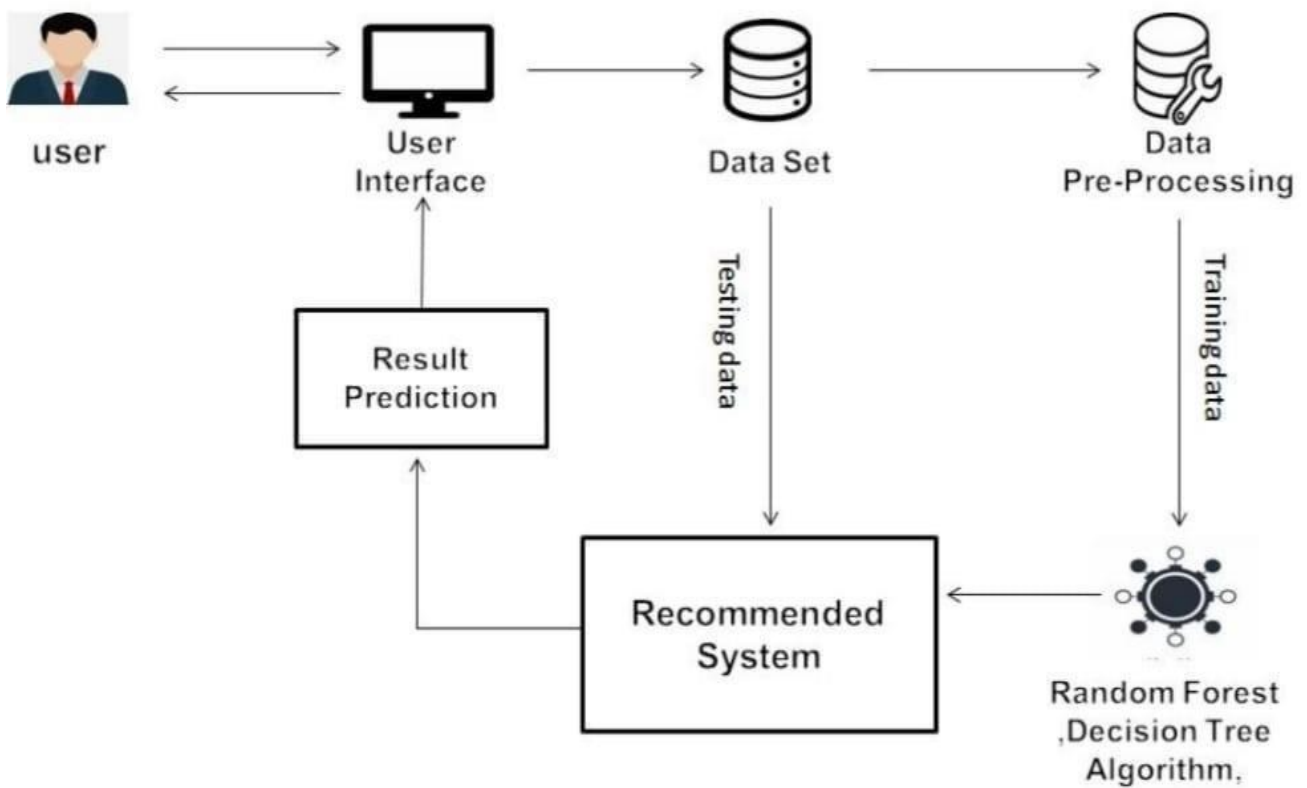 user
User
Interface
Data Set
Data
Pre-Processing
Testing data
Training data
Result
Prediction
Recommended
System
Random Forest
,Decision Tree
Algorithm,